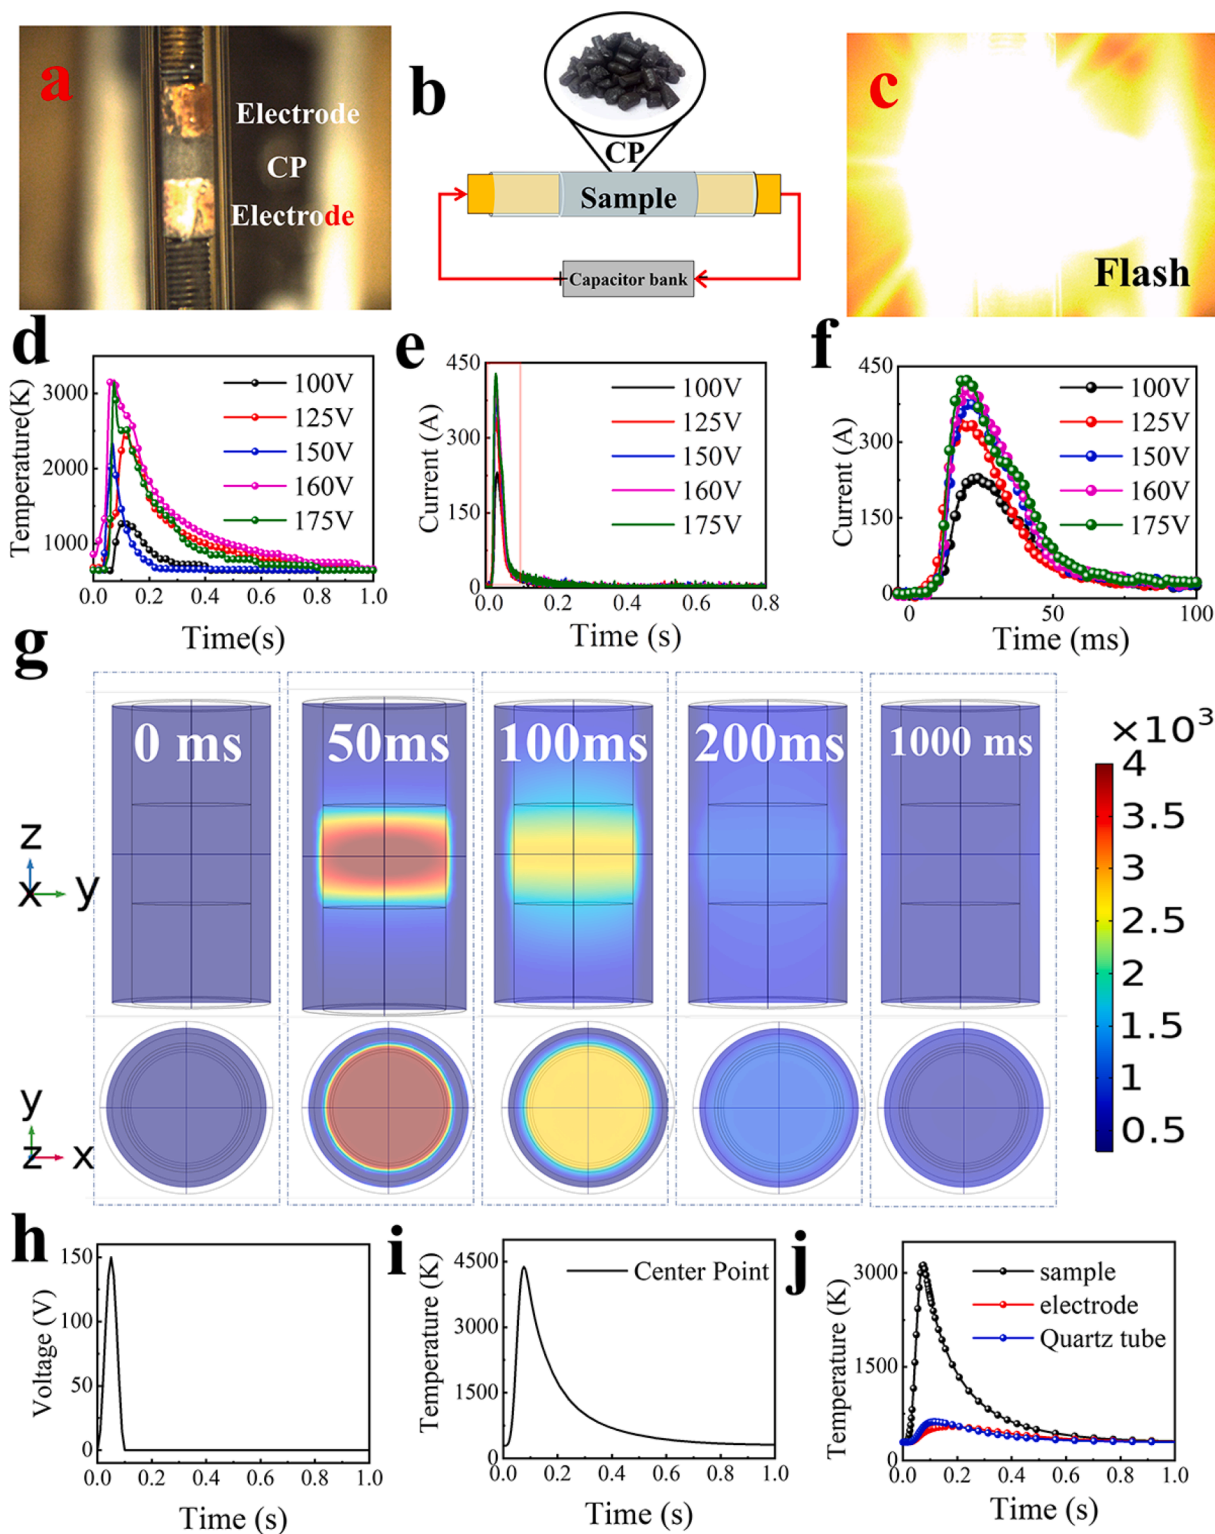 a
Electrode
CP
Electrode
b
CP
Sample
+
Capacitor bank
-
c
Flash
d
Temperature(K)
3000
2000
1000
100V
125V
150V
160V
175V
0.0 0.2 0.4 0.6 0.8 1.0
Time(s)
e
Current (A)
450
300
150
0
100V
125V
150V
160V
175V
0.0 0.2 0.4 0.6 0.8
Time (s)
f
Current (A)
450
300
150
0
100V
125V
150V
160V
175V
0 50 100
Time (ms)
g
0 ms 50ms 100ms 200ms 1000 ms
z
x y
y
z x
×10³
4
3.5
3
2.5
2
1.5
1
0.5
h
Voltage (V)
150
100
50
0
0.0 0.2 0.4 0.6 0.8 1.0
Time (s)
i
Temperature (K)
4500
3000
1500
0
Center Point
0.0 0.2 0.4 0.6 0.8 1.0
Time (s)
j
Temperature (K)
3000
1500
0
sample
electrode
Quartz tube
0.0 0.2 0.4 0.6 0.8 1.0
Time (s)